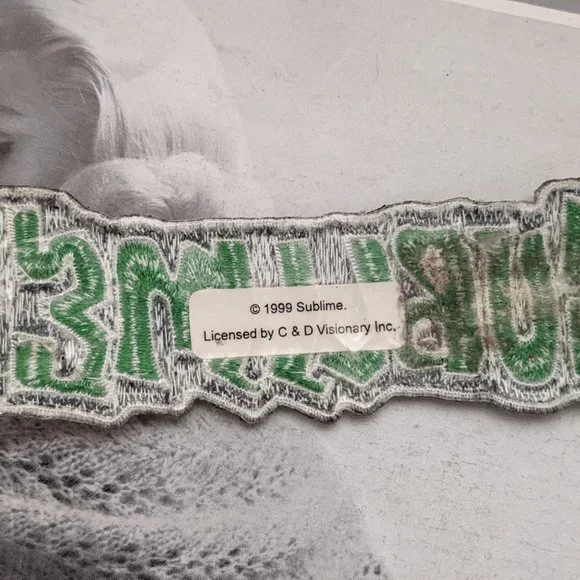 © 1999 Sublime.
Licensed by C & D Visionary Inc.